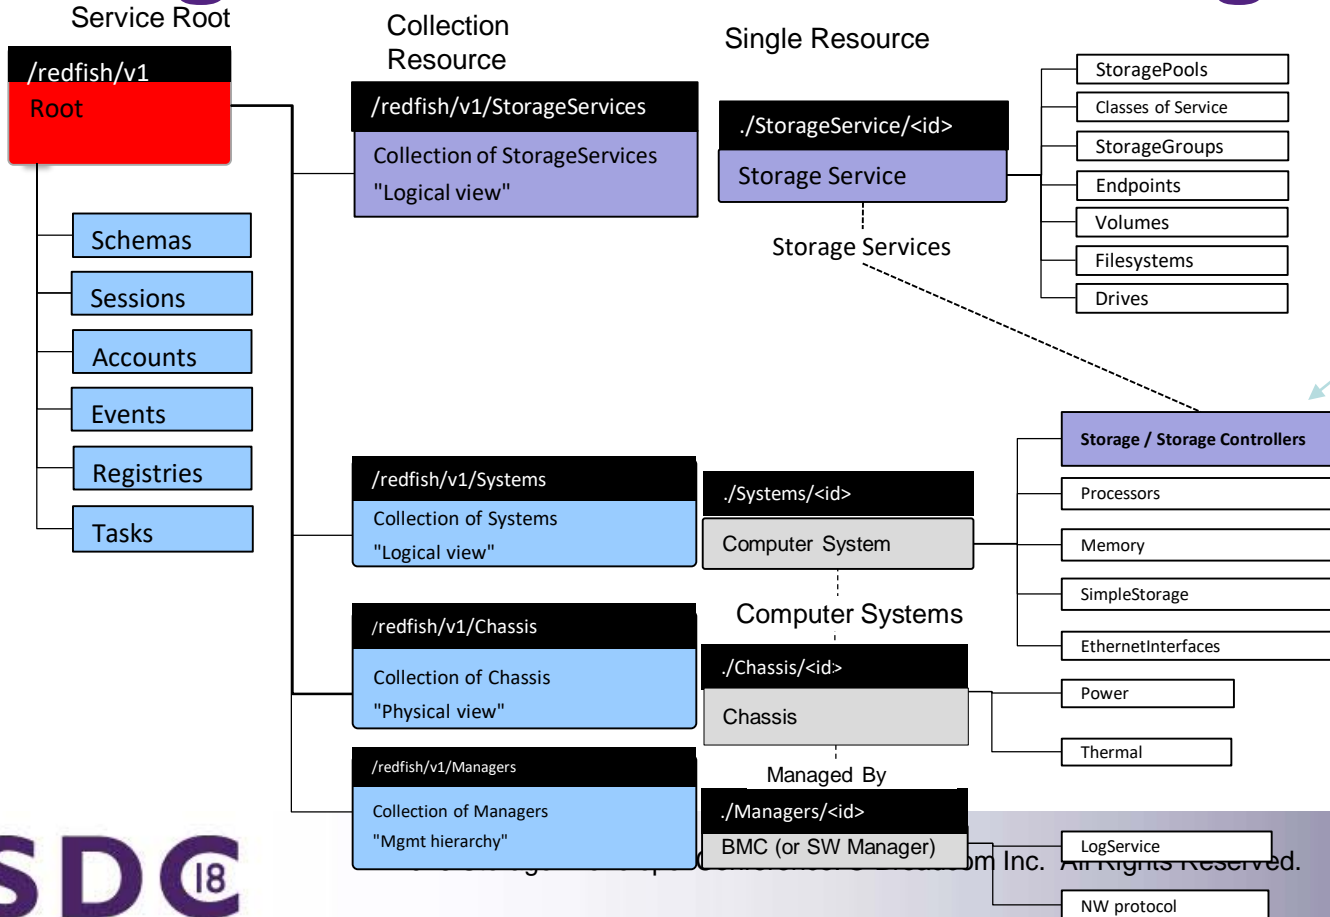 Service Root
Collection
Resource
Single Resource
/redfish/v1
Root
Schemas
Sessions
Accounts
Events
Registries
Tasks
/redfish/v1/StorageServices
Collection of StorageServices
"Logical view"
./StorageService/<id>
Storage Service
Storage Services
StoragePools
Classes of Service
StorageGroups
Endpoints
Volumes
Filesystems
Drives
/redfish/v1/Systems
Collection of Systems
"Logical view"
./Systems/<id>
Computer System
Computer Systems
Storage / Storage Controllers
Processors
Memory
SimpleStorage
EthernetInterfaces
/redfish/v1/Chassis
Collection of Chassis
"Physical view"
./Chassis/<id>
Chassis
Managed By
Power
Thermal
/redfish/v1/Managers
Collection of Managers
"Mgmt hierarchy"
./Managers/<id>
BMC (or SW Manager)
LogService
NW protocol
Inc. All Rights Reserved.
SDC 18